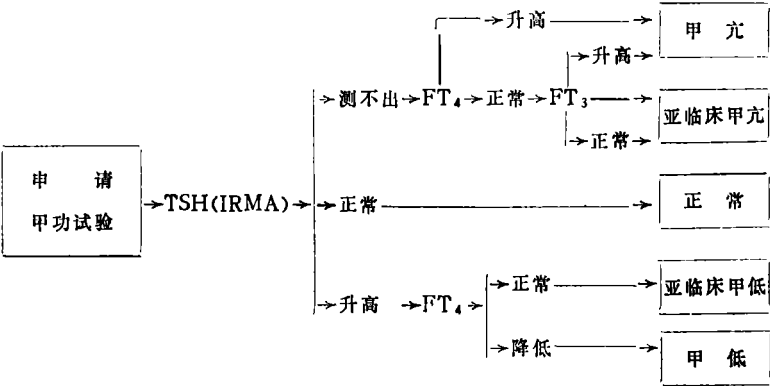 升高
甲亢
升高
测不出
FT₄
正常
FT₃
亚临床甲亢
正常
申请
甲功试验
TSH(IRMA)
正常
正常
升高
FT₄
正常
亚临床甲低
降低
甲低